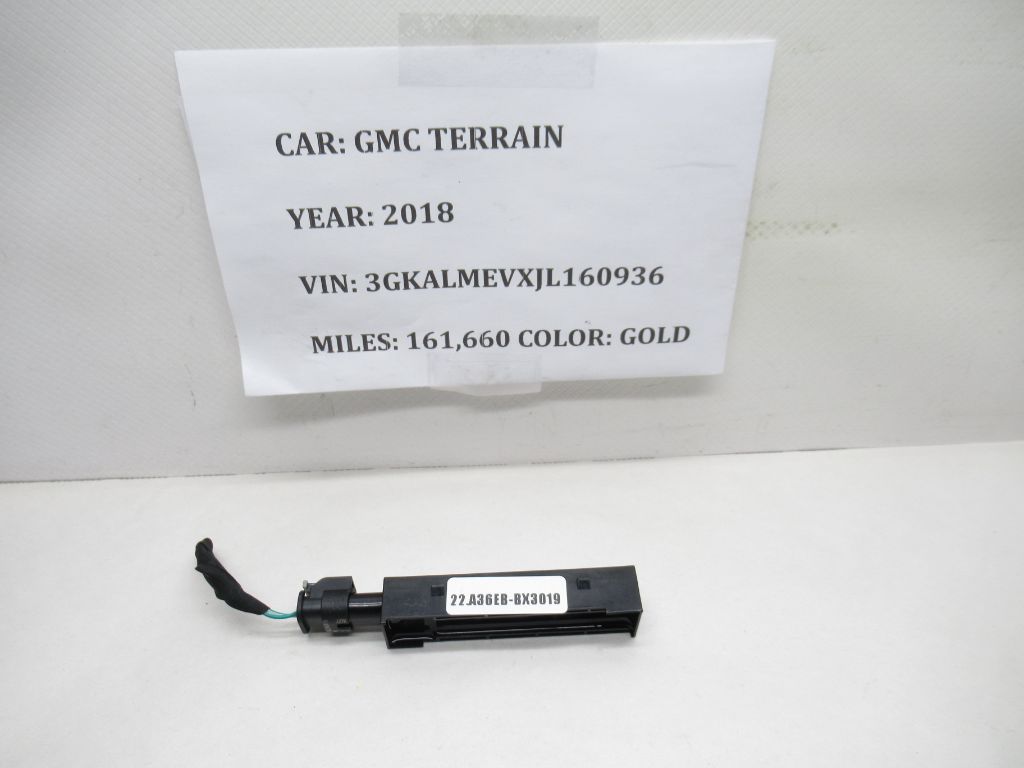 CAR: GMC TERRAIN
YEAR: 2018
VIN: 3GKALMEVXJL160936
MILES: 161,660 COLOR: GOLD
22.A36EB-BX3019